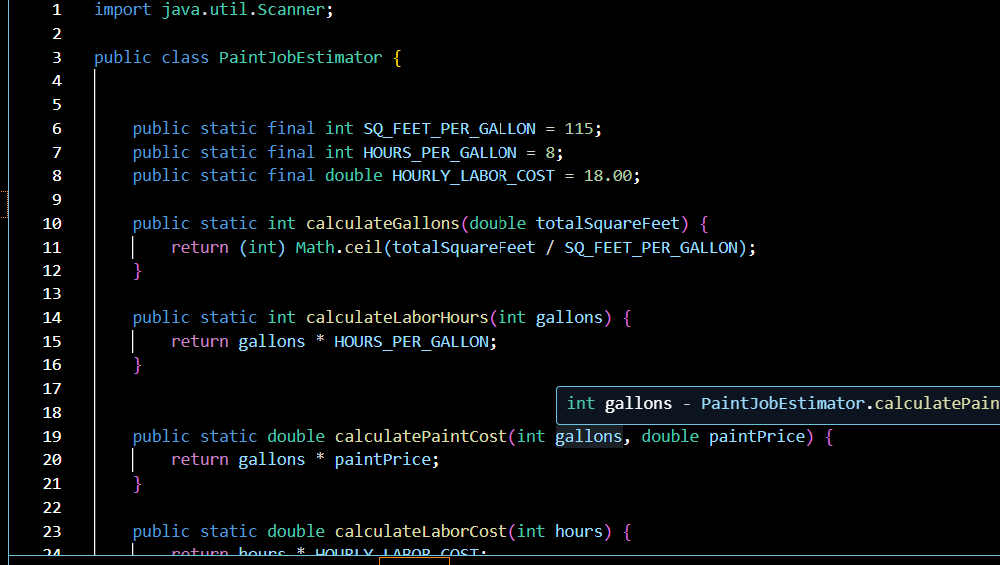 1 import java.util.Scanner;
2
3 public class PaintJobEstimator {
4
5
6 public static final int SQ_FEET_PER_GALLON = 115;
7 public static final int HOURS_PER_GALLON = 8;
8 public static final double HOURLY_LABOR_COST = 18.00;
9
10 public static int calculateGallons(double totalSquareFeet) {
11 return (int) Math.ceil(totalSquareFeet / SQ_FEET_PER_GALLON);
12 }
13
14 public static int calculateLaborHours(int gallons) {
15 return gallons * HOURS_PER_GALLON;
16 }
17
int gallons - PaintJobEstimator.calculatePain
18
19 public static double calculatePaintCost(int gallons, double paintPrice) {
20 return gallons * paintPrice;
21 }
22
23 public static double calculateLaborCost(int hours) {
24 return hours * HOURLY_LABOR_COST;